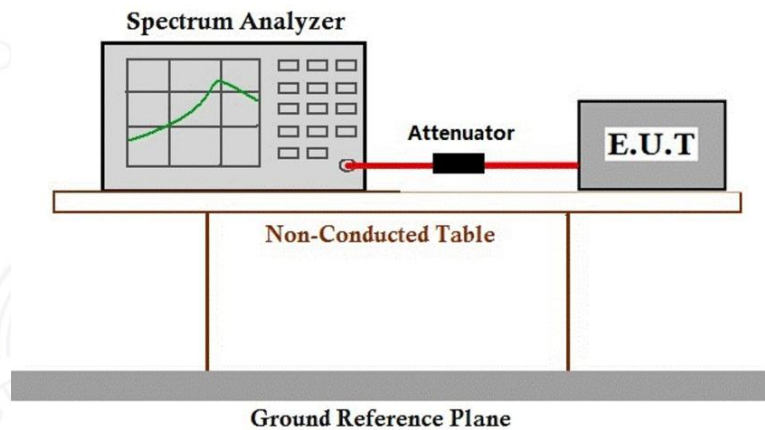 Spectrum Analyzer
Attenuator
E.U.T
Non-Conducted Table
Ground Reference Plane